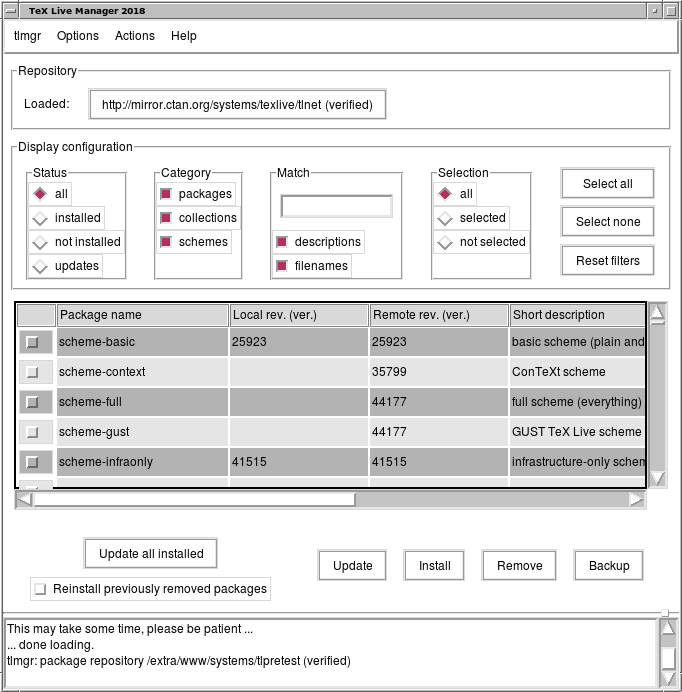 TeX Live Manager 2018
tlmgr Options Actions Help
Repository
Loaded: http://mirror.ctan.org/systems/texlive/tlnet (verified)
Display configuration
Status Category Match Selection
all packages all Select all
installed collections selected Select none
not installed schemes descriptions not selected
updates filenames Reset filters
Package name Local rev. (ver.) Remote rev. (ver.) Short description
scheme-basic 25923 25923 basic scheme (plain and
scheme-context 35799 ConTeXt scheme
scheme-full 44177 full scheme (everything)
scheme-gust 44177 GUST TeX Live scheme
scheme-infraonly 41515 41515 infrastructure-only schem
Update all installed Update Install Remove Backup
Reinstall previously removed packages
This may take some time, please be patient ...
... done loading.
tlmgr: package repository /extra/www/systems/tlpretest (verified)